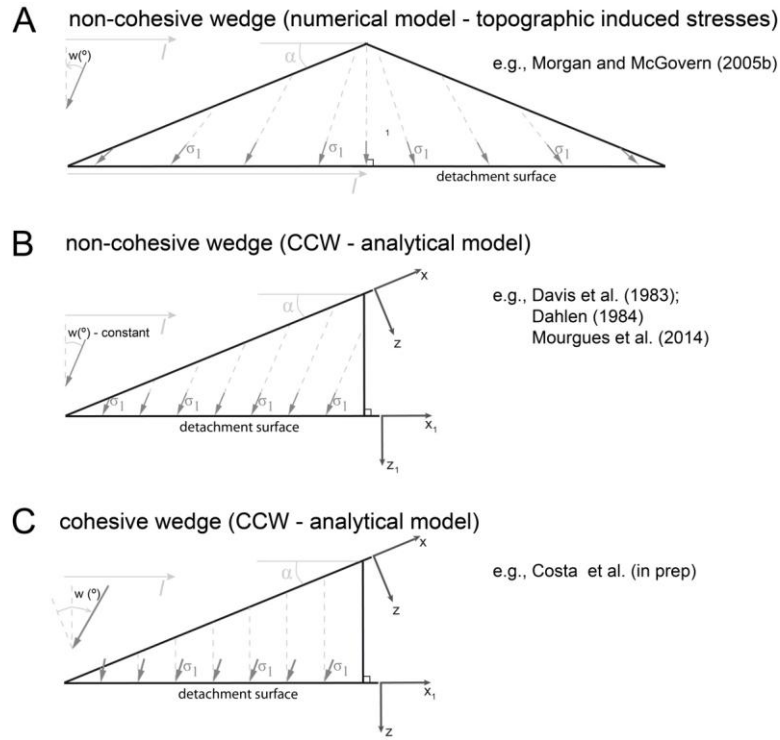 A non-cohesive wedge (numerical model - topographic induced stresses)
w(º)
l
α
e.g., Morgan and McGovern (2005b)
σ1
σ1
1
σ1
σ1
l
detachment surface
B non-cohesive wedge (CCW - analytical model)
x
α
e.g., Davis et al. (1983);
Dahlen (1984)
Mourgues et al. (2014)
l
w(º) - constant
z
σ1
σ1
σ1
σ1
detachment surface
x1
z1
C cohesive wedge (CCW - analytical model)
x
α
e.g., Costa et al. (in prep)
l
w (º)
z
σ1
σ1
σ1
detachment surface
x1
z